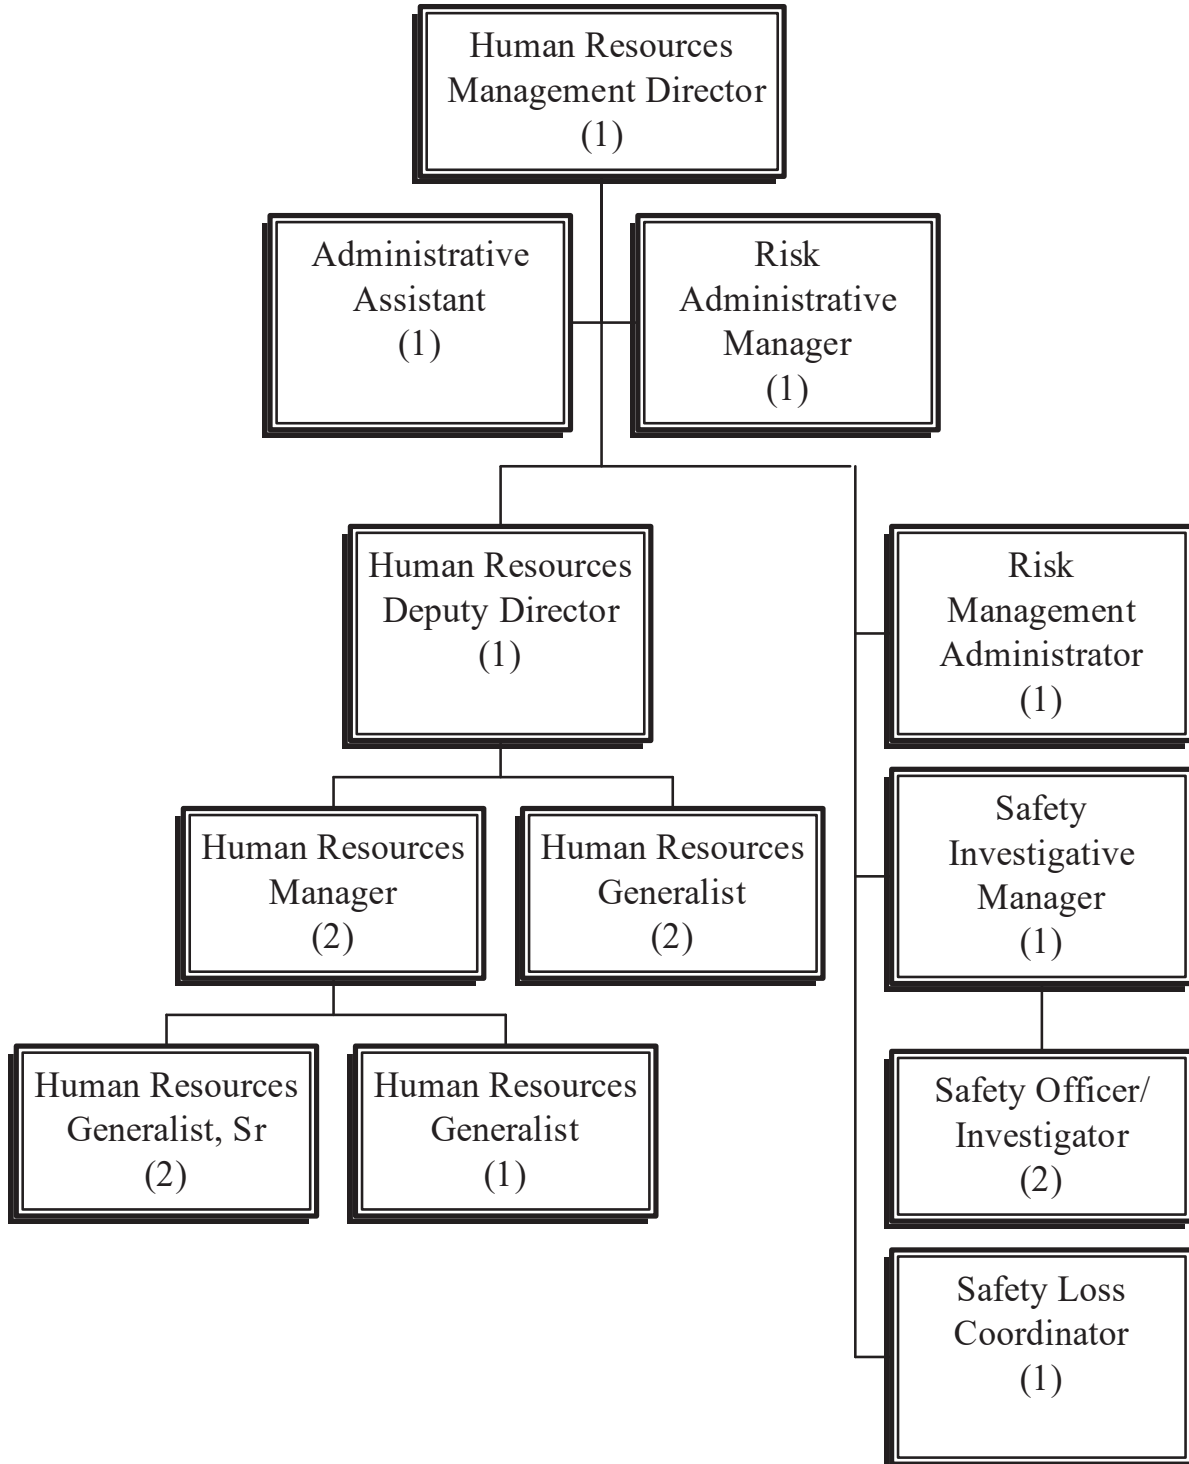 Human Resources
Management Director
(1)
Administrative
Assistant
(1)
Risk
Administrative
Manager
(1)
Human Resources
Deputy Director
(1)
Risk
Management
Administrator
(1)
Human Resources
Manager
(2)
Human Resources
Generalist
(2)
Safety
Investigative
Manager
(1)
Human Resources
Generalist, Sr
(2)
Human Resources
Generalist
(1)
Safety Officer/
Investigator
(2)
Safety Loss
Coordinator
(1)